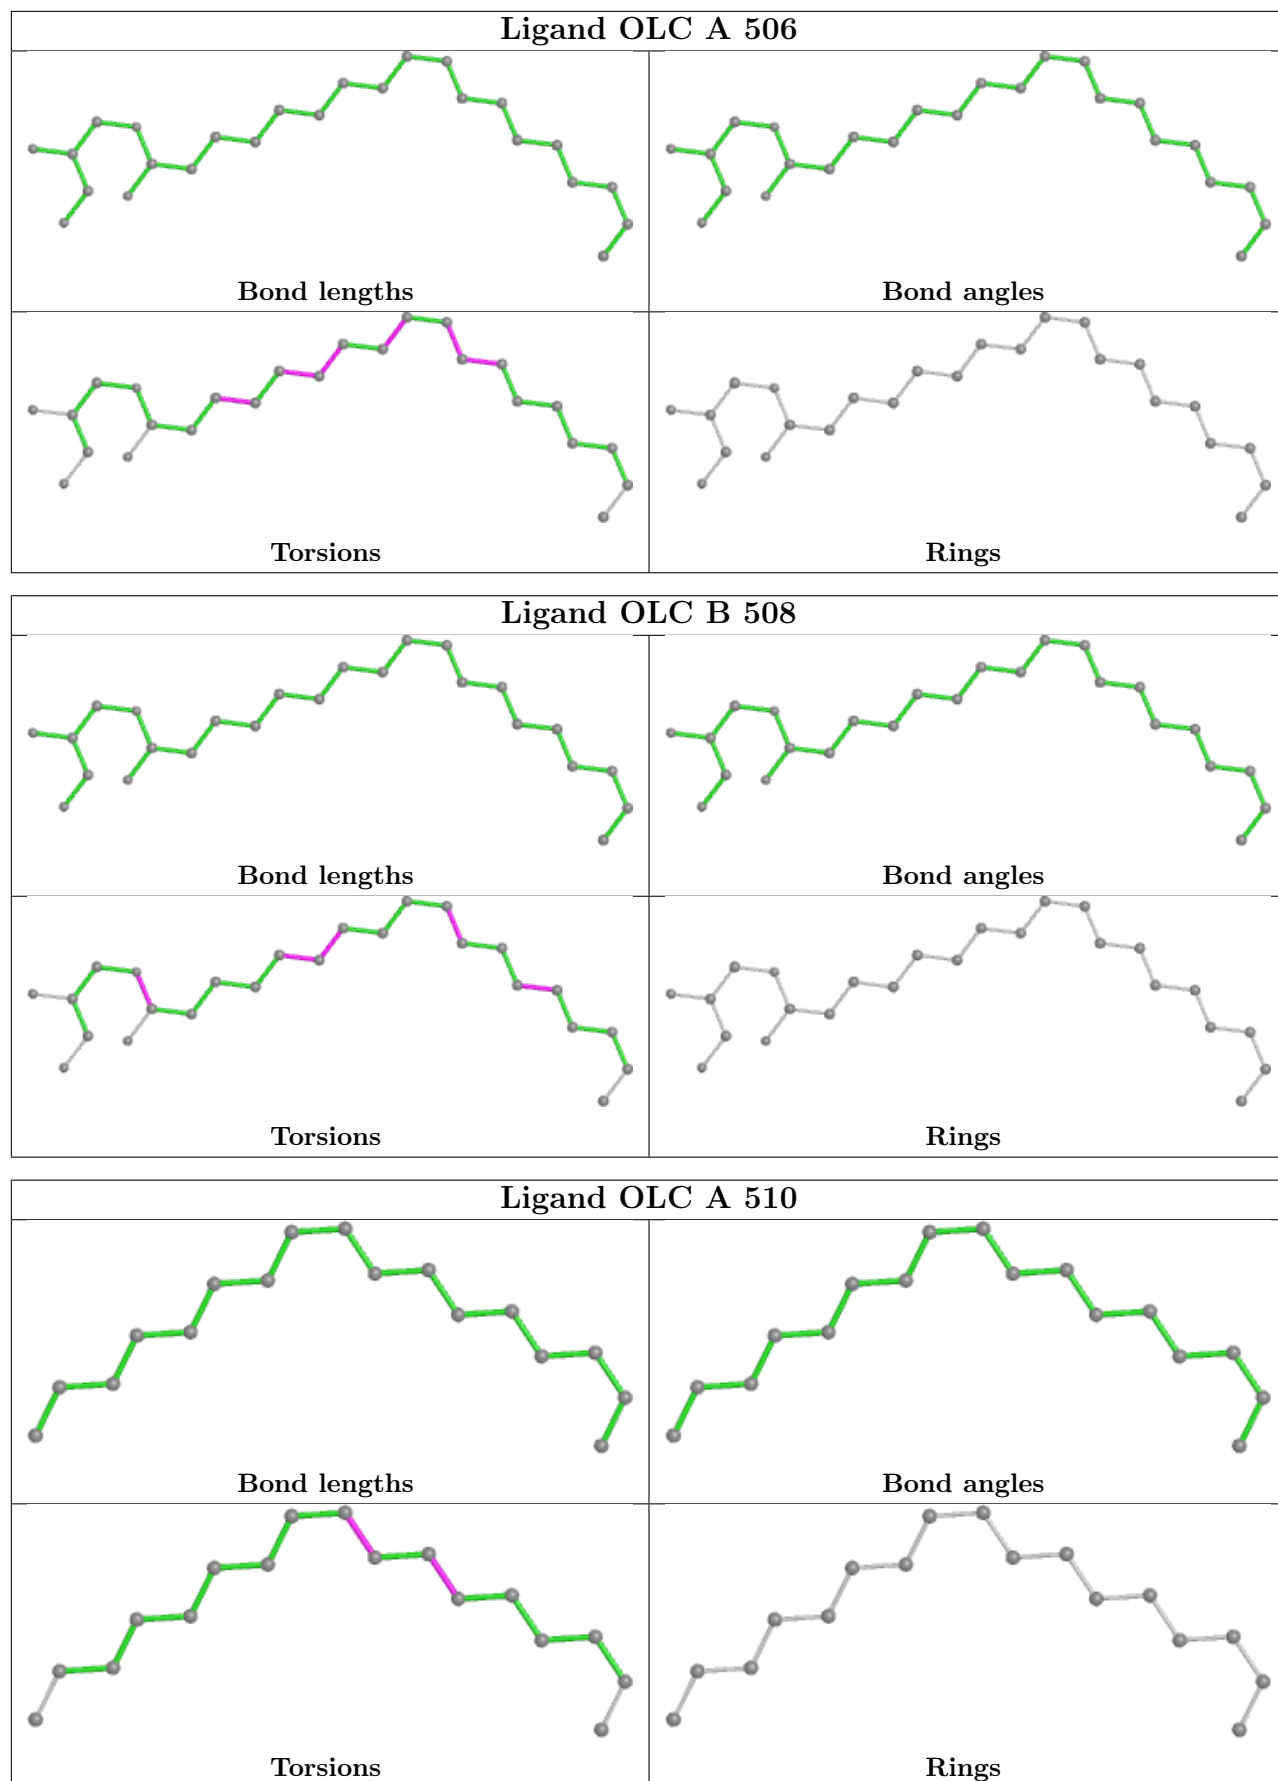 Ligand OLC A 506
Bond lengths
Bond angles
Torsions
Rings
Ligand OLC B 508
Bond lengths
Bond angles
Torsions
Rings
Ligand OLC A 510
Bond lengths
Bond angles
Torsions
Rings